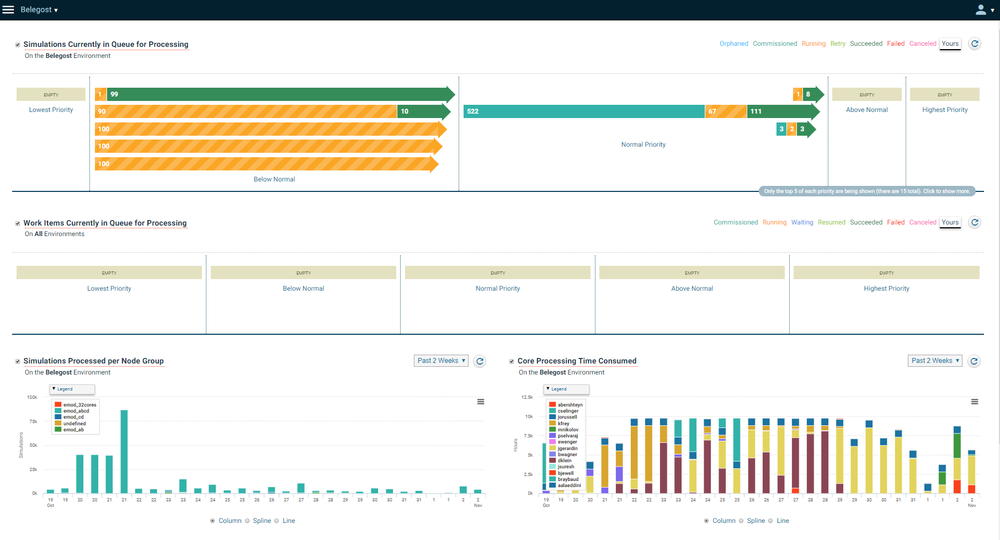 Belegost ▾
Simulations Currently in Queue for Processing
Orphaned Commissioned Running Retry Succeeded Failed Canceled Yours
On the Belegost Environment
EMPTY
Lowest Priority
1 99
90 10
100
100
100
Below Normal
1 8
522 67 111
3 2 3
Normal Priority
EMPTY
Above Normal
EMPTY
Highest Priority
Only the top 5 of each priority are being shown (there are 15 total). Click to show more.
Work Items Currently in Queue for Processing
Commissioned Running Waiting Resumed Succeeded Failed Canceled Yours
On All Environments
EMPTY EMPTY EMPTY EMPTY EMPTY
Lowest Priority Below Normal Normal Priority Above Normal Highest Priority
Simulations Processed per Node Group
Past 2 Weeks ▾
On the Belegost Environment
▾ Legend
emod_32cores
emod_abcd
emod_cd
undefined
emod_ab
Simulations
100k
75k
50k
25k
0k
19 19 20 20 21 21 22 22 23 23 24 24 25 25 26 26 27 27 28 28 29 29 30 30 31 31 1 1 2 2
Oct Nov
Column Spline Line
Core Processing Time Consumed
Past 2 Weeks ▾
On the Belegost Environment
▾ Legend
abershteyn
cselinger
jorussell
kfrey
mnikolov
pselvaraj
ewenger
jgerardin
bwagner
dklein
jsuresh
bjewell
braybaud
aalaeddini
Hours
12.5k
10k
7.5k
5k
2.5k
0k
19 19 20 20 21 21 22 22 23 23 24 24 25 25 26 26 27 27 28 28 29 29 30 30 31 31 1 1 2 2
Oct Nov
Column Spline Line